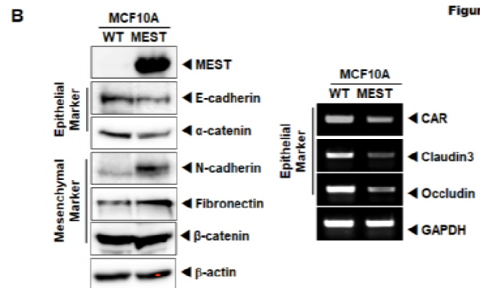 B
Figur
MCF10A
WT MEST
MEST
Epithelial
Marker
E-cadherin
α-catenin
Mesenchymal
Marker
N-cadherin
Fibronectin
β-catenin
β-actin
MCF10A
WT MEST
Epithelial
Marker
CAR
Claudin3
Occludin
GAPDH